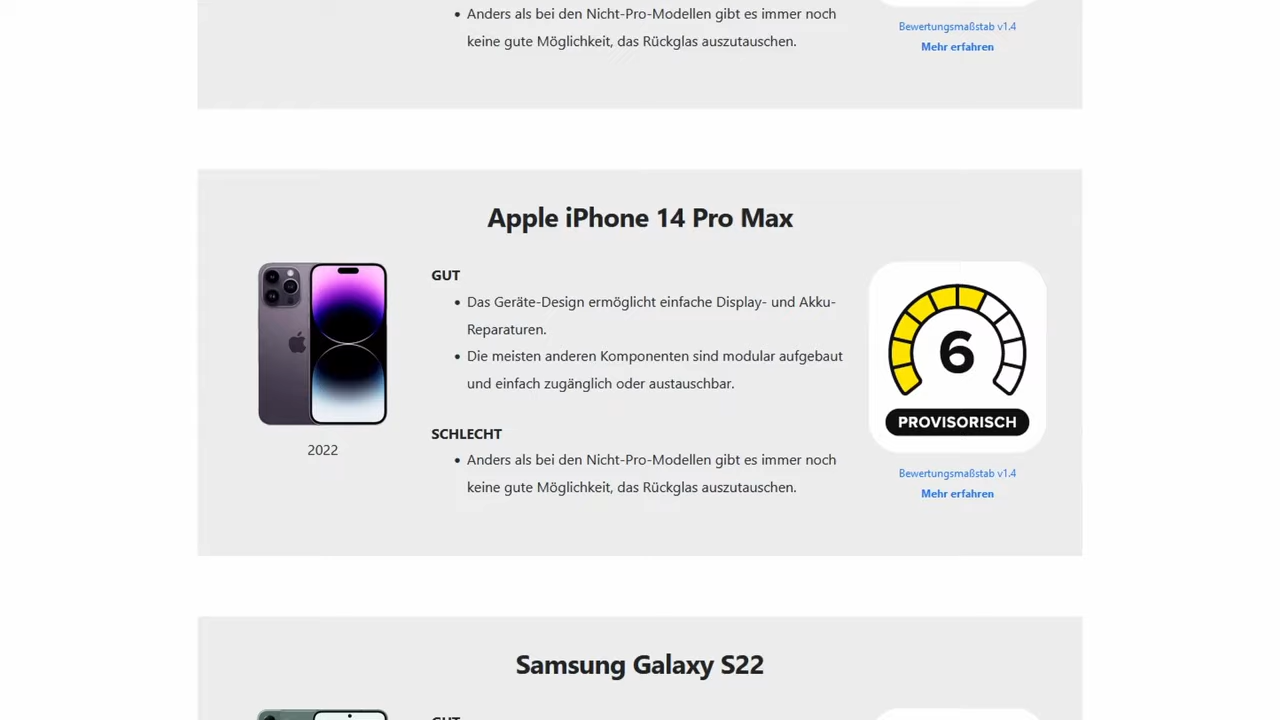 Anders als bei den Nicht-Pro-Modellen gibt es immer noch
keine gute Möglichkeit, das Rückglas auszutauschen.
Bewertungsmaßstab v1.4
Mehr erfahren
Apple iPhone 14 Pro Max
2022
GUT
Das Geräte-Design ermöglicht einfache Display- und Akku-
Reparaturen.
Die meisten anderen Komponenten sind modular aufgebaut
und einfach zugänglich oder austauschbar.
SCHLECHT
Anders als bei den Nicht-Pro-Modellen gibt es immer noch
keine gute Möglichkeit, das Rückglas auszutauschen.
6
PROVISORISCH
Bewertungsmaßstab v1.4
Mehr erfahren
Samsung Galaxy S22
GUT